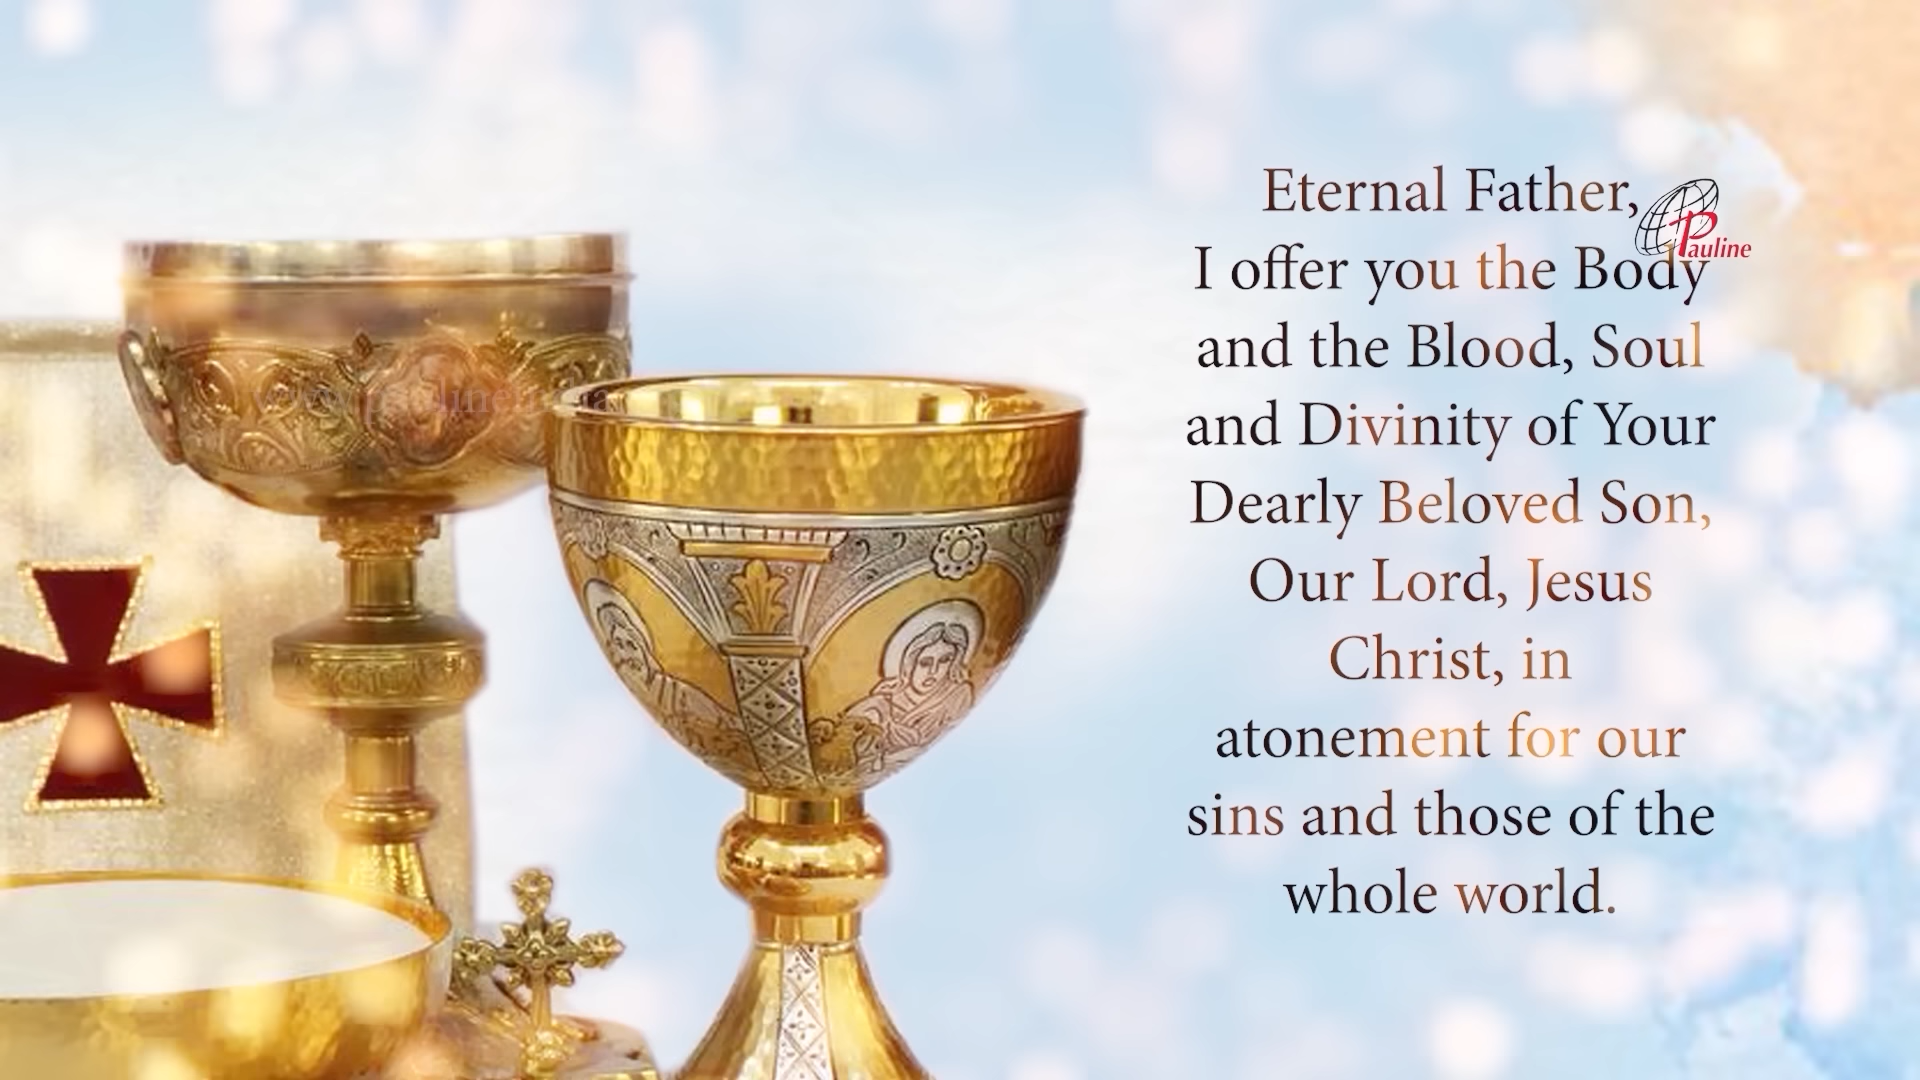 Eternal Father,
Pauline
I offer you the Body
and the Blood, Soul
and Divinity of Your
Dearly Beloved Son,
Our Lord, Jesus
Christ, in
atonement for our
sins and those of the
whole world.